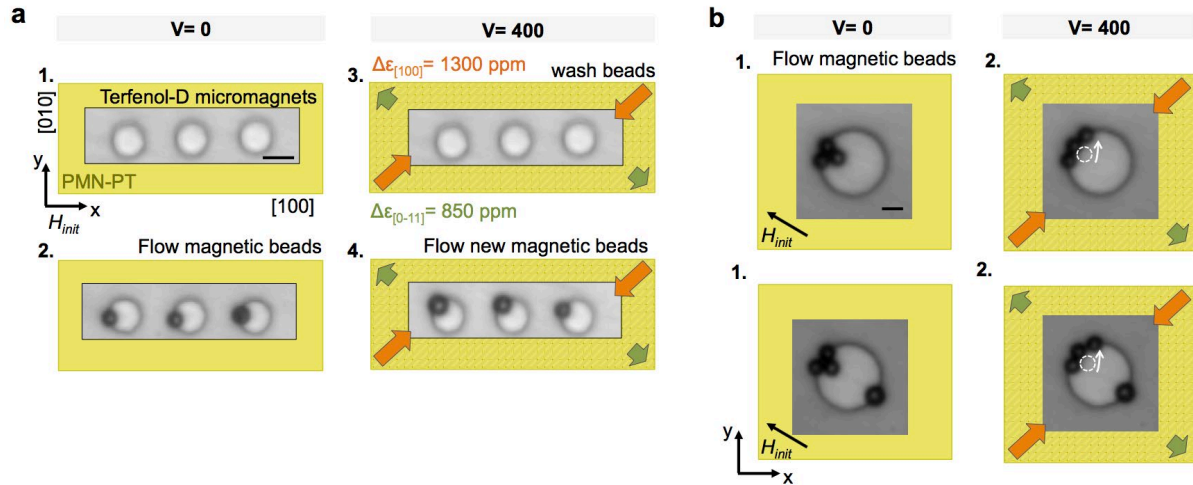 a
V= 0
V= 400
1.
Terfenol-D micromagnets
[010]
y
x
H_init
PMN-PT
[100]
2.
Flow magnetic beads
3.
Δε[100]= 1300 ppm
wash beads
Δε[0-11]= 850 ppm
4.
Flow new magnetic beads
b
V= 0
V= 400
1.
Flow magnetic beads
H_init
2.
1.
H_init
y
x
2.